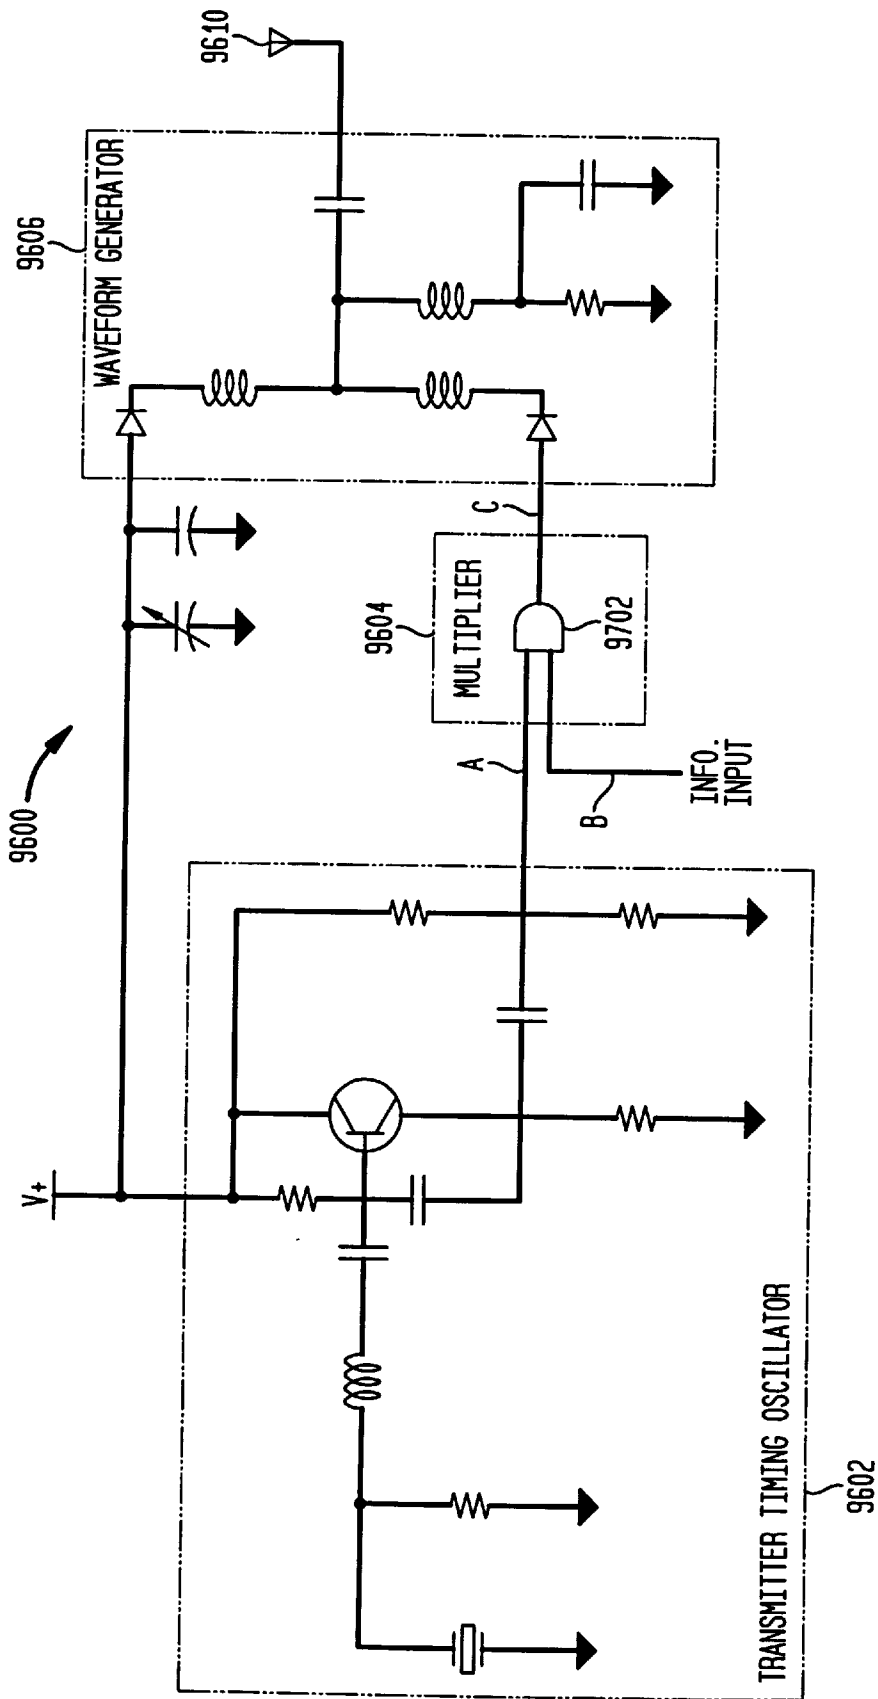 9600
V+
TRANSMITTER TIMING OSCILLATOR
9602
A
B
INFO.
INPUT
9604
MULTIPLIER
9702
C
9606
WAVEFORM GENERATOR
9610